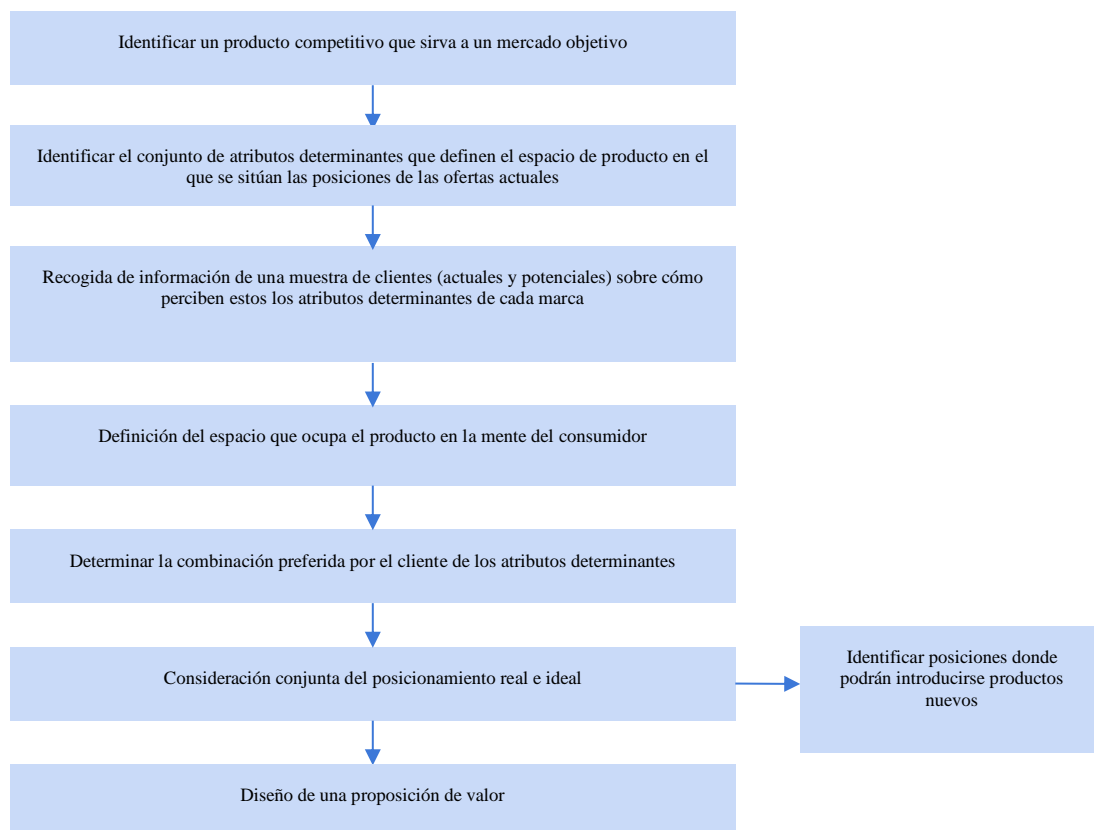 Identificar un producto competitivo que sirva a un mercado objetivo
Identificar el conjunto de atributos determinantes que definen el espacio de producto en el
que se sitúan las posiciones de las ofertas actuales
Recogida de información de una muestra de clientes (actuales y potenciales) sobre cómo
perciben estos los atributos determinantes de cada marca
Definición del espacio que ocupa el producto en la mente del consumidor
Determinar la combinación preferida por el cliente de los atributos determinantes
Consideración conjunta del posicionamiento real e ideal
Identificar posiciones donde
podrán introducirse productos
nuevos
Diseño de una proposición de valor